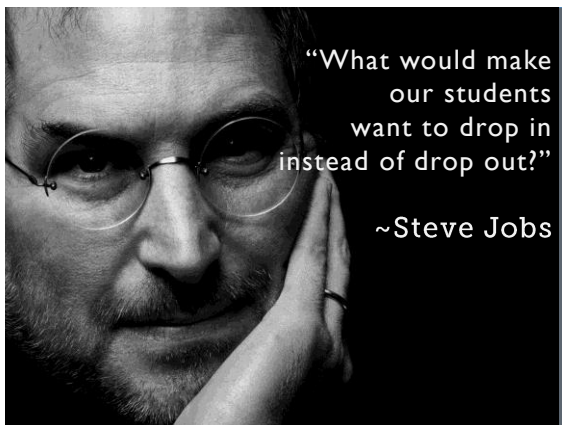 “What would make
our students
want to drop in
instead of drop out?”
~Steve Jobs